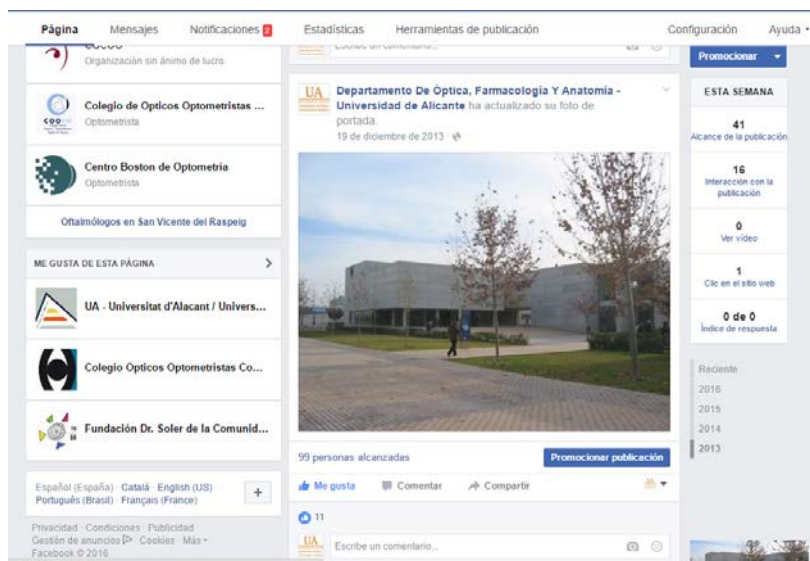 Página Mensajes Notificaciones 2 Estadísticas Herramientas de publicación Configuración Ayuda
Organización sin ánimo de lucro
Colegio de Opticos Optometristas ...
Optometrista
Centro Boston de Optometría
Optometrista
Oftalmólogos en San Vicente del Raspeig
ME GUSTA DE ESTA PÁGINA
UA - Universitat d'Alacant / Univers...
Colegio Opticos Optometristas Co...
Fundación Dr. Soler de la Comunid...
Español (España) · Català · English (US) ·
Português (Brasil) · Français (France)
+
Privacidad · Condiciones · Publicidad ·
Gestión de anuncios · Cookies · Más
Facebook © 2016
Escribe un comentario...
UA
Departamento De Óptica, Farmacología Y Anatomía -
Universidad de Alicante ha actualizado su foto de
portada.
19 de diciembre de 2013 ·
99 personas alcanzadas
Promocionar publicación
Me gusta Comentar Compartir
11
UA
Escribe un comentario...
Promocionar
ESTA SEMANA
41
Alcance de la publicación
16
Interacción con la
publicación
0
Ver vídeo
1
Clic en el sitio web
0 de 0
Índice de respuesta
Reciente
2016
2015
2014
2013